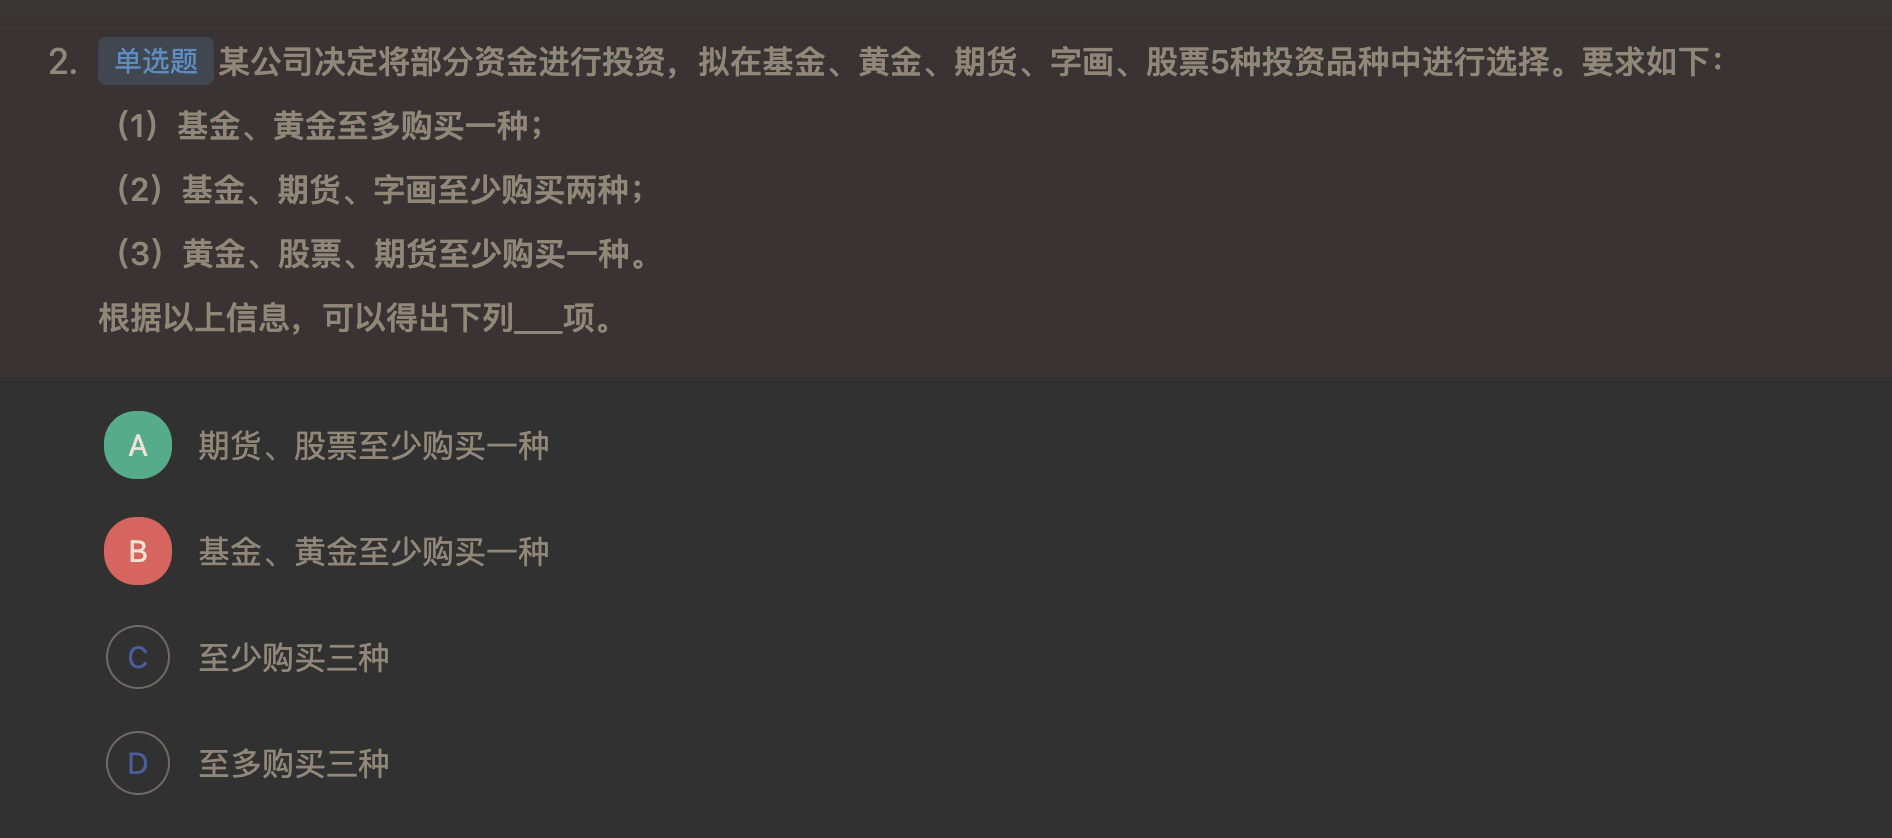 2. 单选题 某公司决定将部分资金进行投资，拟在基金、黄金、期货、字画、股票5种投资品种中进行选择。要求如下：
（1）基金、黄金至多购买一种；
（2）基金、期货、字画至少购买两种；
（3）黄金、股票、期货至少购买一种。
根据以上信息，可以得出下列___项。
A 期货、股票至少购买一种
B 基金、黄金至少购买一种
C 至少购买三种
D 至多购买三种